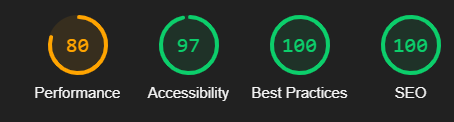 80 97 100 100
Performance Accessibility Best Practices SEO